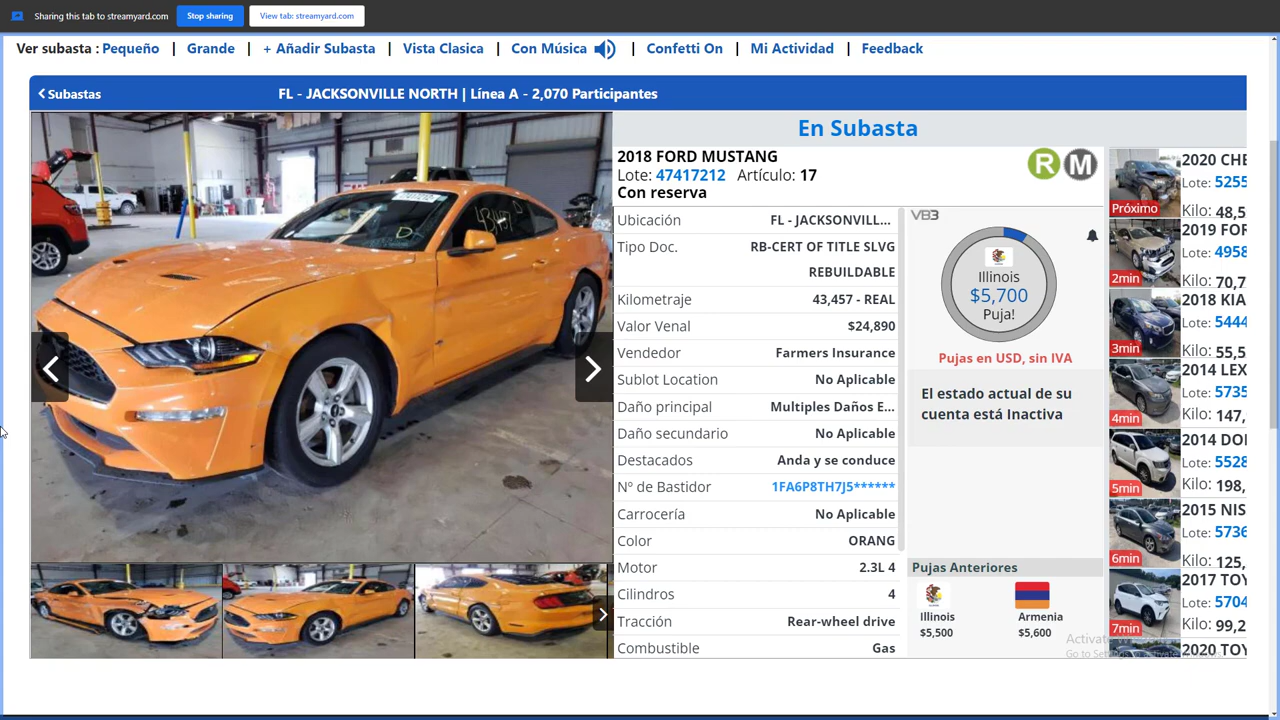 Sharing this tab to streamyard.com Stop sharing View tab: streamyard.com
Ver subasta : Pequeño | Grande | + Añadir Subasta | Vista Clasica | Con Música | Confetti On | Mi Actividad | Feedback
Subastas FL - JACKSONVILLE NORTH | Línea A - 2,070 Participantes
En Subasta
2018 FORD MUSTANG
Lote: 47417212 Artículo: 17
Con reserva
R M
Ubicación FL - JACKSONVILL...
Tipo Doc. RB-CERT OF TITLE SLVG
REBUILDABLE
Kilometraje 43,457 - REAL
Valor Venal $24,890
Vendedor Farmers Insurance
Sublot Location No Aplicable
Daño principal Multiples Daños E...
Daño secundario No Aplicable
Destacados Anda y se conduce
Nº de Bastidor 1FA6P8TH7J5******
Carrocería No Aplicable
Color ORANG
Motor 2.3L 4
Cilindros 4
Tracción Rear-wheel drive
Combustible Gas
VB3
Illinois
$5,700
Puja!
Pujas en USD, sin IVA
El estado actual de su
cuenta está Inactiva
Pujas Anteriores
Illinois Armenia
$5,500 $5,600
2020 CHE
Lote: 5255
Próximo Kilo: 48,5
2019 FOR
Lote: 4958
2min Kilo: 70,7
2018 KIA
Lote: 5444
3min Kilo: 55,5
2014 LEX
Lote: 5735
4min Kilo: 147,
2014 DOI
Lote: 5528
5min Kilo: 198,
2015 NIS
Lote: 5736
6min Kilo: 125,
2017 TOY
Lote: 5704
7min Kilo: 99,2
2020 TOY